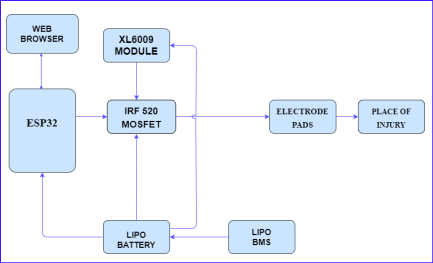 WEB
BROWSER
XL6009
MODULE
ESP32
IRF 520
MOSFET
ELECTRODE
PADS
PLACE OF
INJURY
LIPO
BATTERY
LIPO
BMS